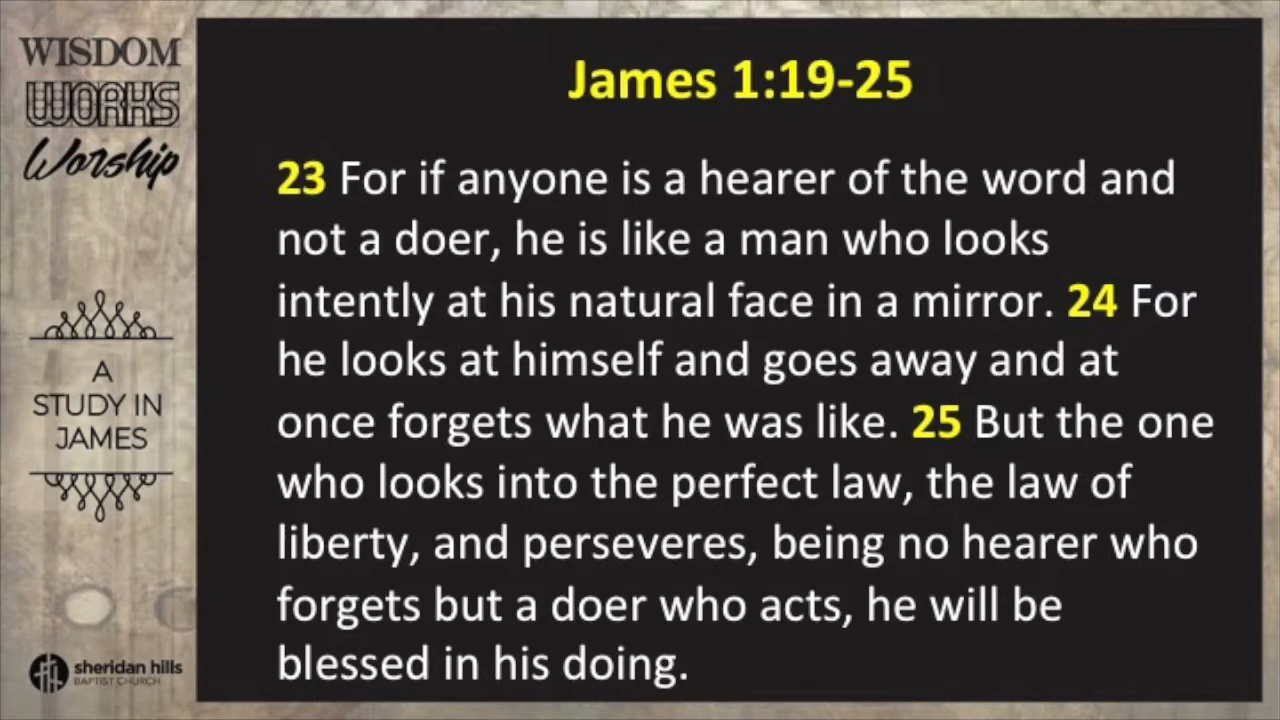 WISDOM
WORKS
Worship
A
STUDY IN
JAMES
sheridan hills
BAPTIST CHURCH
James 1:19-25
23 For if anyone is a hearer of the word and
not a doer, he is like a man who looks
intently at his natural face in a mirror. 24 For
he looks at himself and goes away and at
once forgets what he was like. 25 But the one
who looks into the perfect law, the law of
liberty, and perseveres, being no hearer who
forgets but a doer who acts, he will be
blessed in his doing.